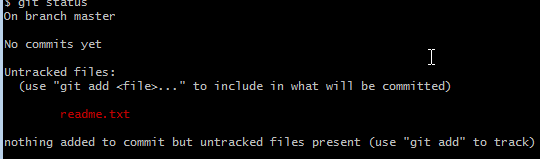 $ git status
On branch master
No commits yet
Untracked files:
(use "git add <file>..." to include in what will be committed)
readme.txt
nothing added to commit but untracked files present (use "git add" to track)